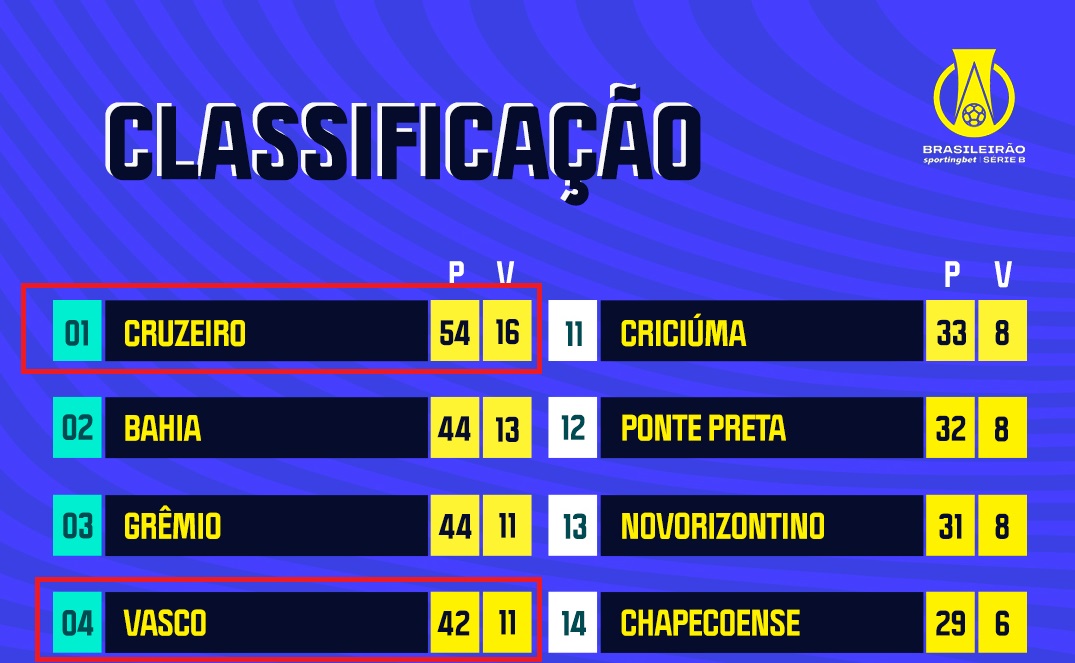 CLASSIFICAÇÃO
BRASILEIRÃO
sportingbet | SÉRIE B
P V
01 CRUZEIRO 54 16
02 BAHIA 44 13
03 GRÊMIO 44 11
04 VASCO 42 11
P V
11 CRICIÚMA 33 8
12 PONTE PRETA 32 8
13 NOVORIZONTINO 31 8
14 CHAPECOENSE 29 6